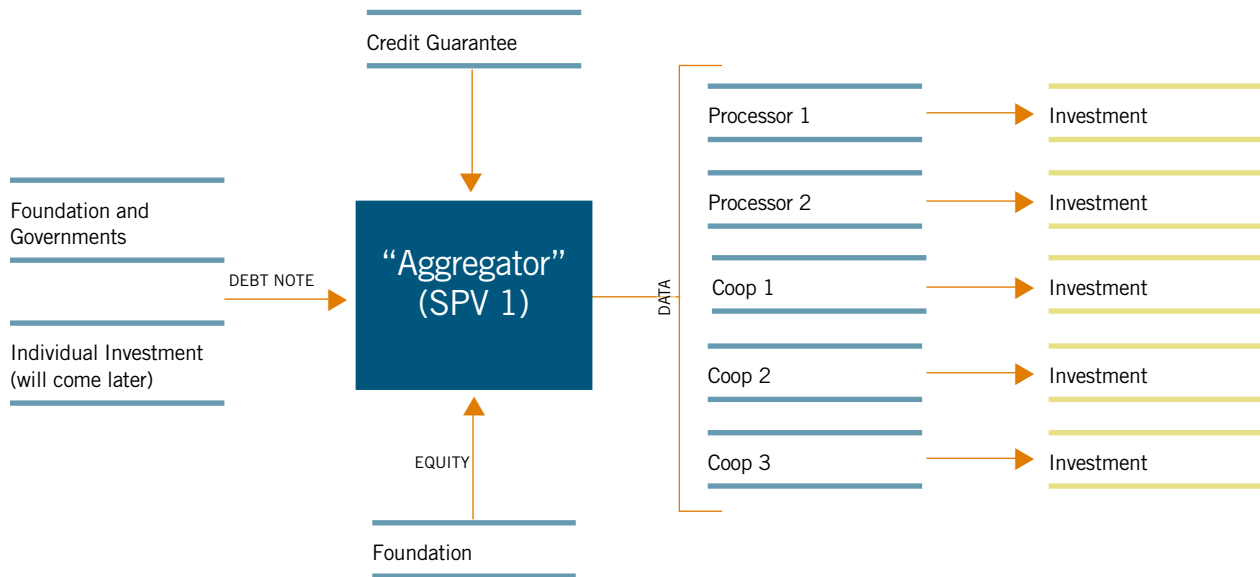 Credit Guarantee
Foundation and
Governments
DEBT NOTE
Individual Investment
(will come later)
“Aggregator”
(SPV 1)
EQUITY
Foundation
DATA
Processor 1
Investment
Processor 2
Investment
Coop 1
Investment
Coop 2
Investment
Coop 3
Investment